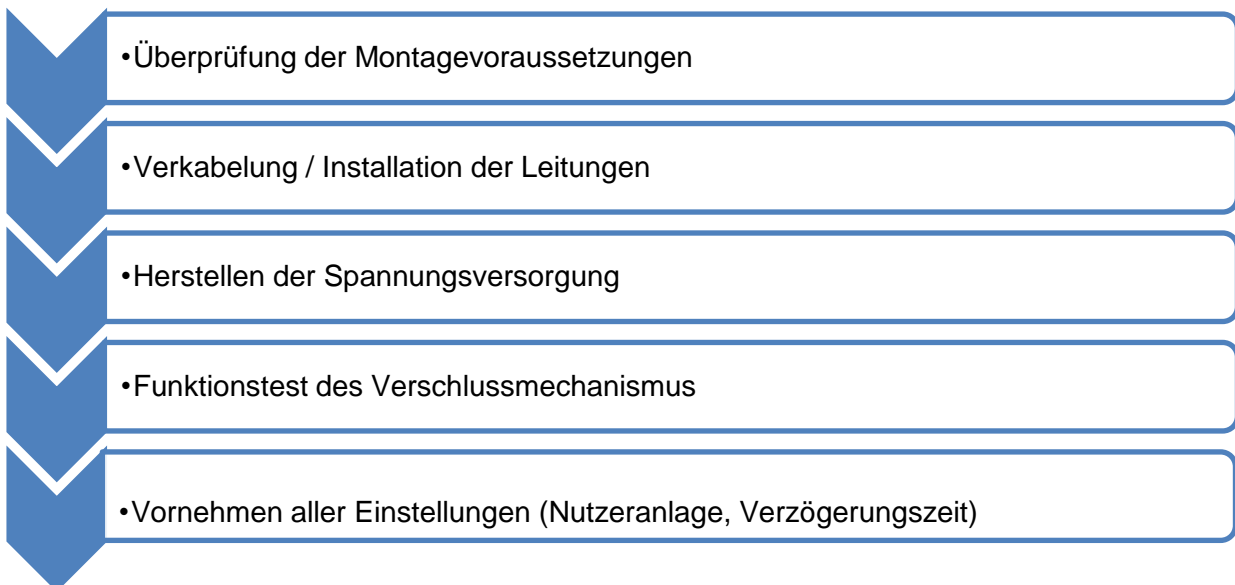 •Überprüfung der Montagevoraussetzungen
•Verkabelung / Installation der Leitungen
•Herstellen der Spannungsversorgung
•Funktionstest des Verschlussmechanismus
•Vornehmen aller Einstellungen (Nutzeranlage, Verzögerungszeit)